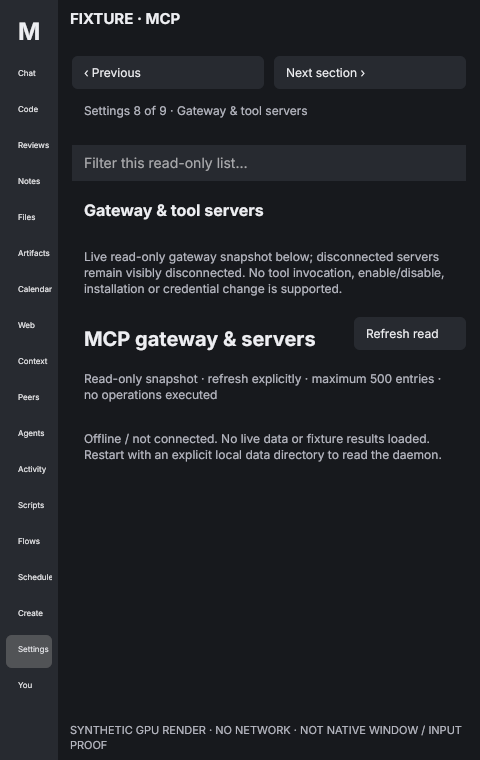 M
FIXTURE · MCP
Chat
Code
Reviews
Notes
Files
Artifacts
Calendar
Web
Context
Peers
Agents
Activity
Scripts
Flows
Schedule
Create
Settings
You
‹ Previous
Next section ›
Settings 8 of 9 · Gateway & tool servers
Filter this read-only list...
Gateway & tool servers
Live read-only gateway snapshot below; disconnected servers
remain visibly disconnected. No tool invocation, enable/disable,
installation or credential change is supported.
MCP gateway & servers
Refresh read
Read-only snapshot · refresh explicitly · maximum 500 entries ·
no operations executed
Offline / not connected. No live data or fixture results loaded.
Restart with an explicit local data directory to read the daemon.
SYNTHETIC GPU RENDER · NO NETWORK · NOT NATIVE WINDOW / INPUT
PROOF